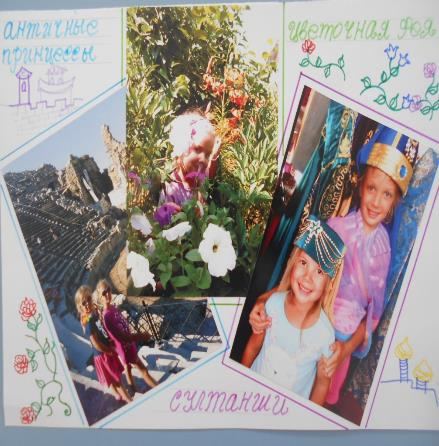 античные
принцессы
цветочная фея
султанши